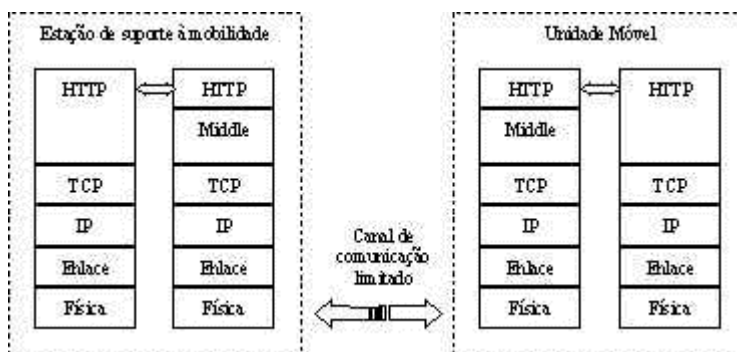 Estação de suporte à mobilidade
HTTP
TCP
IP
Enlace
Física
HTTP
Middle
TCP
IP
Enlace
Física
Canal de
comunicação
limitado
Unidade Móvel
HTTP
Middle
TCP
IP
Enlace
Física
HTTP
TCP
IP
Enlace
Física